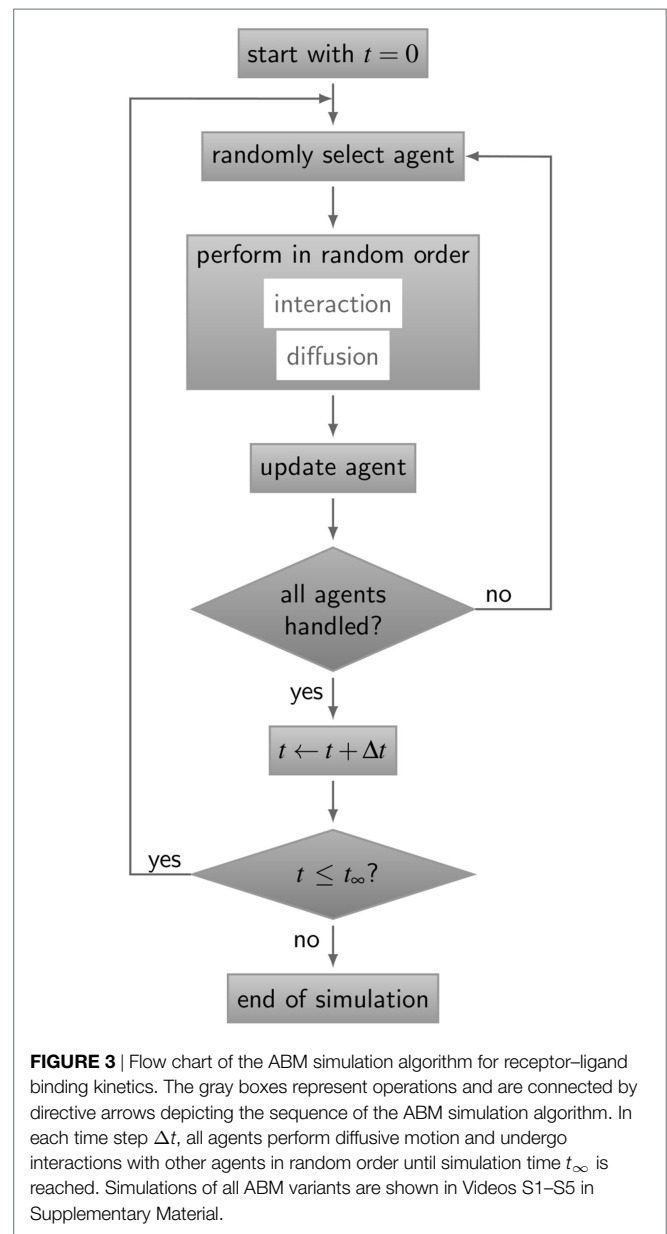 start with t = 0
randomly select agent
perform in random order
interaction
diffusion
update agent
all agents
handled?
no
yes
t ← t + Δt
yes
t ≤ t∞?
no
end of simulation
FIGURE 3 | Flow chart of the ABM simulation algorithm for receptor–ligand
binding kinetics. The gray boxes represent operations and are connected by
directive arrows depicting the sequence of the ABM simulation algorithm. In
each time step Δt, all agents perform diffusive motion and undergo
interactions with other agents in random order until simulation time t∞ is
reached. Simulations of all ABM variants are shown in Videos S1–S5 in
Supplementary Material.